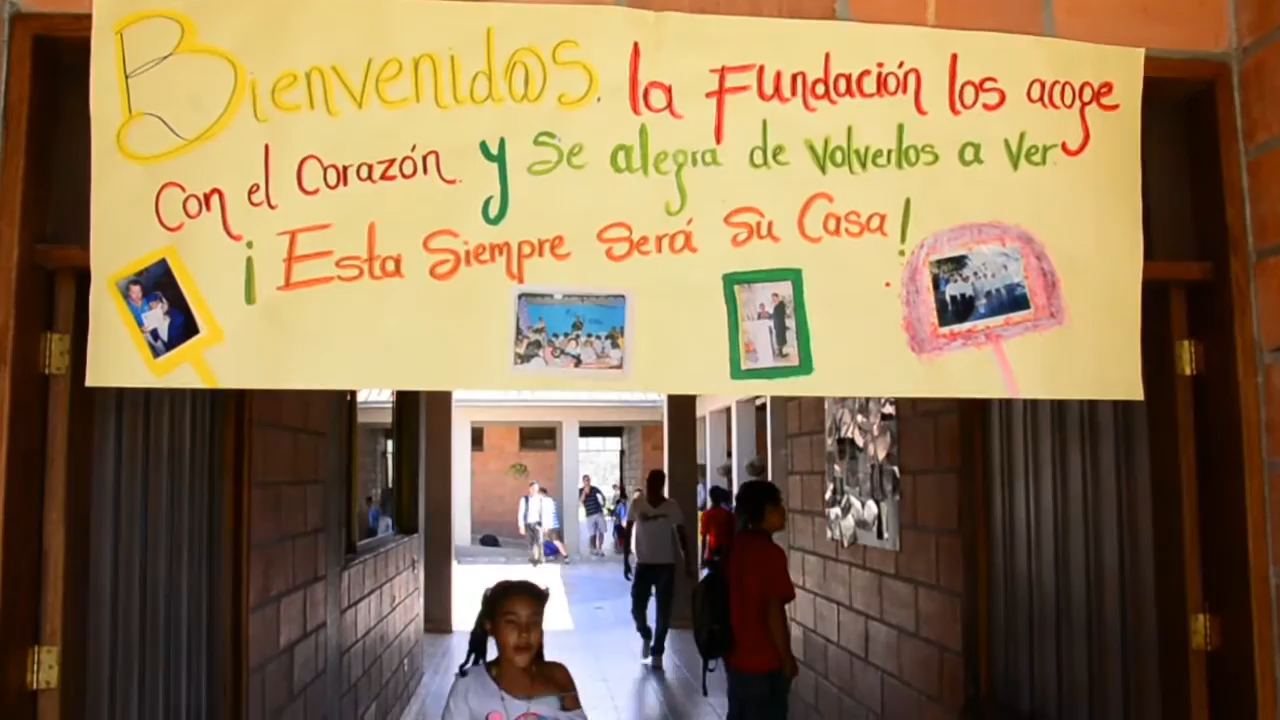 Bienvenid@s. la Fundación los acoge
con el Corazón. y Se alegra de Volverlos a Ver.
¡Esta Siempre Será Su Casa!